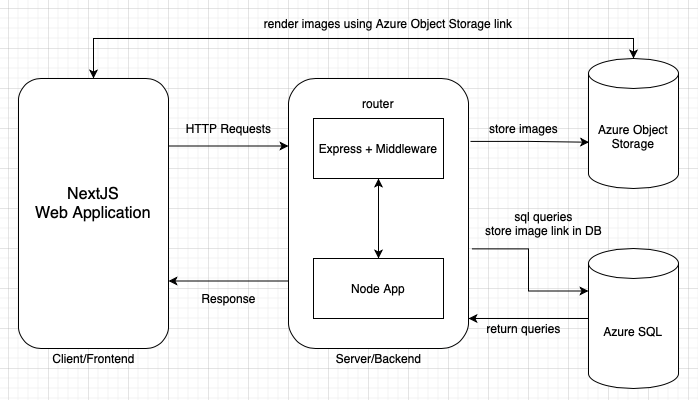 render images using Azure Object Storage link
router
HTTP Requests
Express + Middleware
store images
Azure Object
Storage
NextJS
Web Application
sql queries
store image link in DB
Node App
Response
return queries
Azure SQL
Client/Frontend
Server/Backend